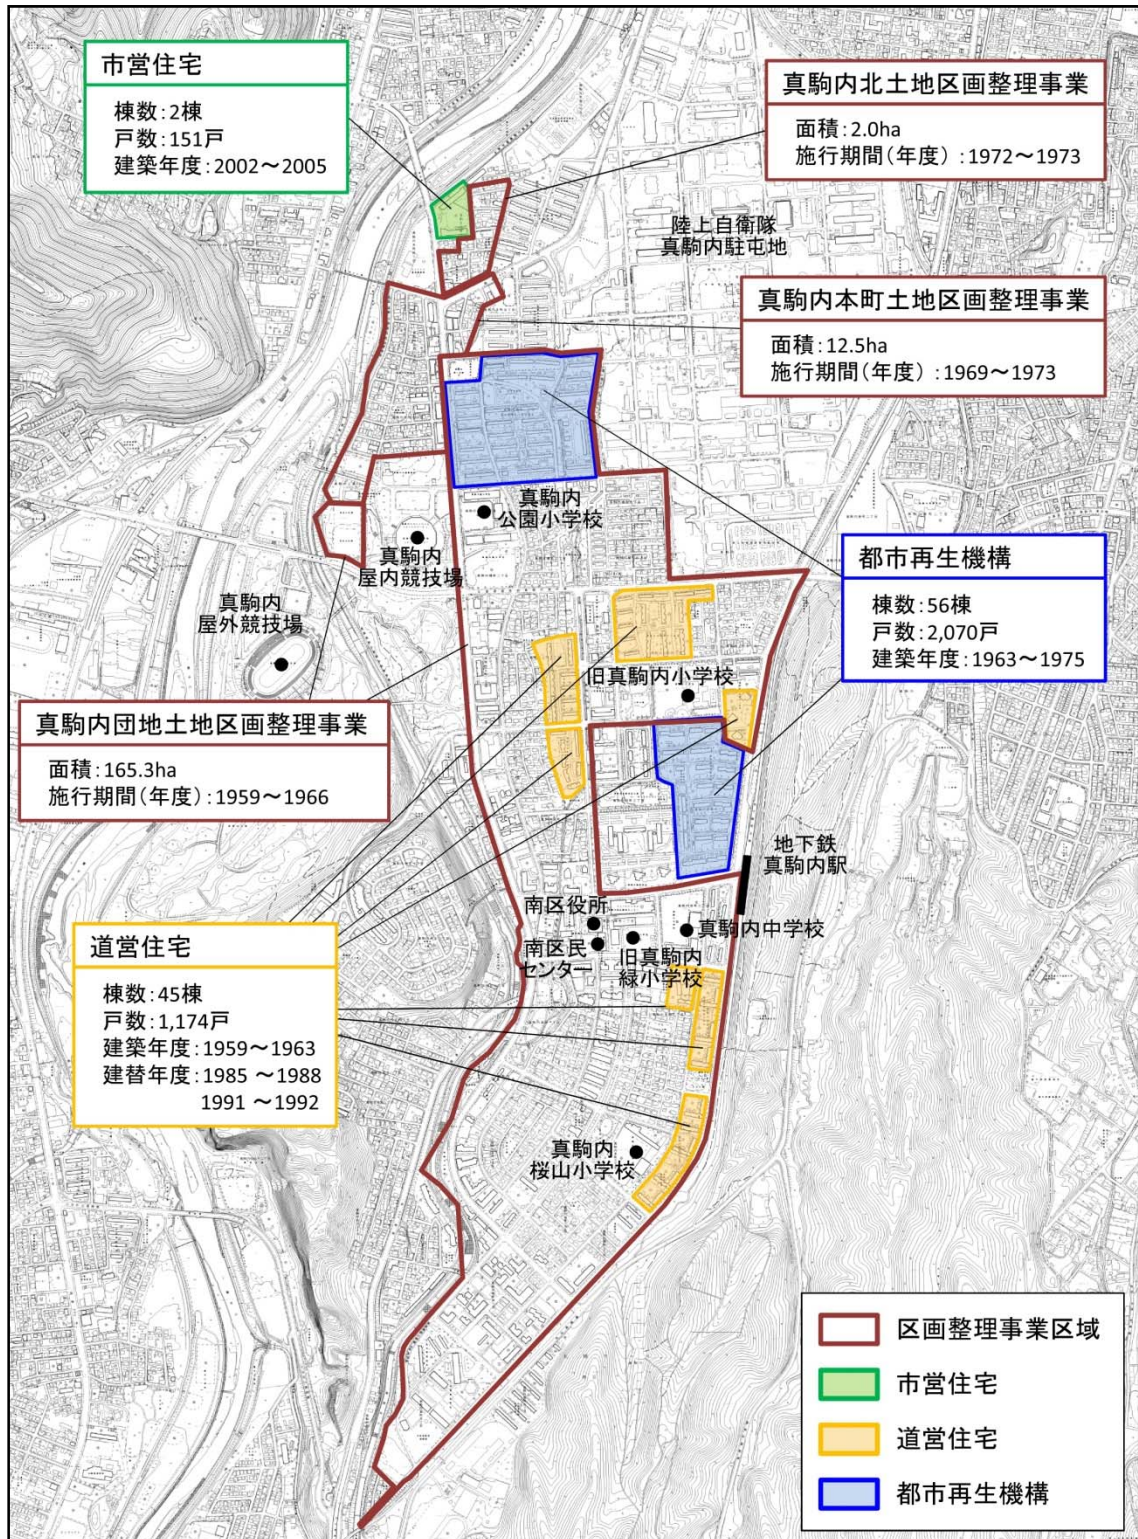 市営住宅
棟数:2棟
戸数:151戸
建築年度:2002～2005
真駒内北土地区画整理事業
面積:2.0ha
施行期間(年度):1972～1973
陸上自衛隊
真駒内駐屯地
真駒内本町土地区画整理事業
面積:12.5ha
施行期間(年度):1969～1973
真駒内
公園小学校
真駒内
屋内競技場
真駒内
屋外競技場
都市再生機構
棟数:56棟
戸数:2,070戸
建築年度:1963～1975
旧真駒内小学校
真駒内団地土地区画整理事業
面積:165.3ha
施行期間(年度):1959～1966
地下鉄
真駒内駅
南区役所
南区民
センター
旧真駒内
緑小学校
真駒内中学校
道営住宅
棟数:45棟
戸数:1,174戸
建築年度:1959～1963
建替年度:1985 ～1988
1991 ～1992
真駒内
桜山小学校
区画整理事業区域
市営住宅
道営住宅
都市再生機構